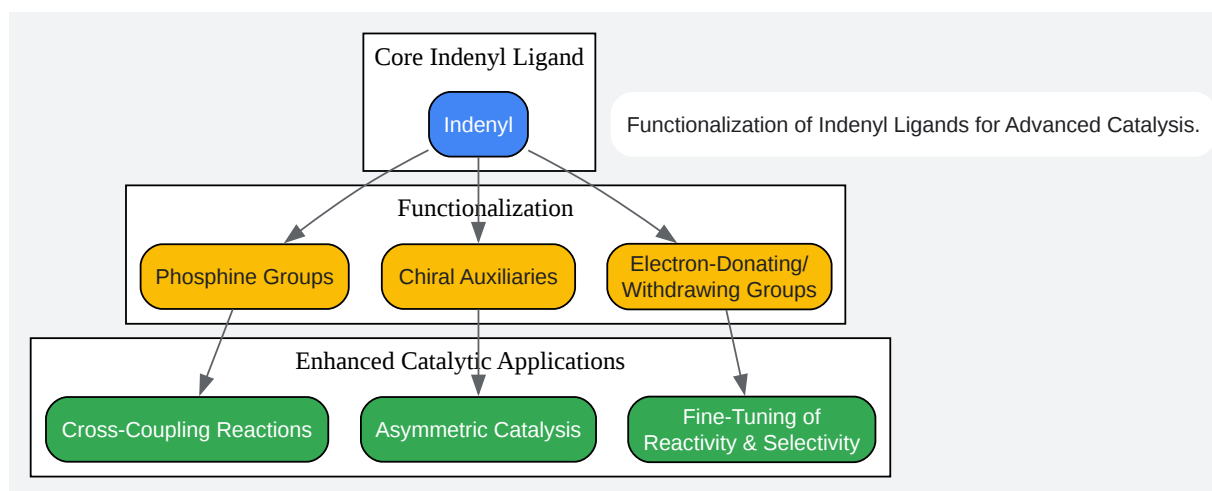 Core Indenyl Ligand
Indenyl
Functionalization of Indenyl Ligands for Advanced Catalysis.
Functionalization
Phosphine Groups
Chiral Auxiliaries
Electron-Donating/
Withdrawing Groups
Enhanced Catalytic Applications
Cross-Coupling Reactions
Asymmetric Catalysis
Fine-Tuning of
Reactivity & Selectivity